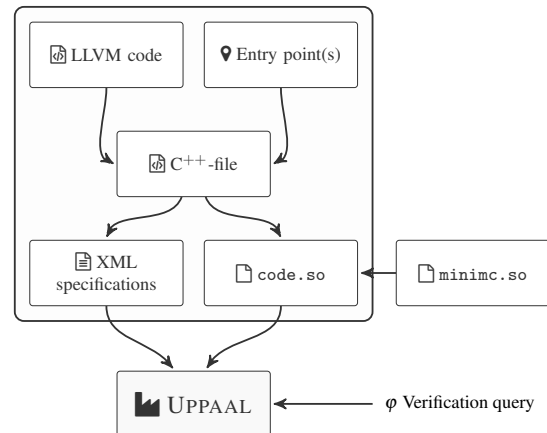 LLVM code
Entry point(s)
C++-file
XML
specifications
code.so
minimc.so
UPPAAL
φ Verification query